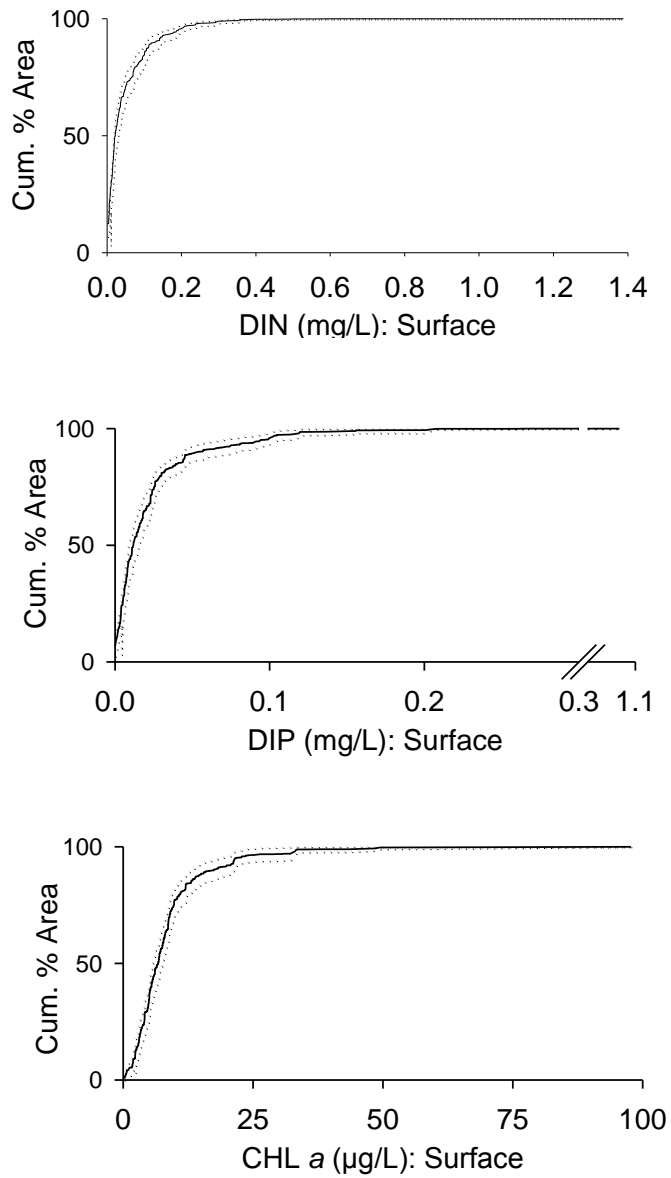 100
50
0
Cum. % Area
0.0 0.2 0.4 0.6 0.8 1.0 1.2 1.4
DIN (mg/L): Surface
100
50
0
Cum. % Area
0.0 0.1 0.2 0.3 1.1
DIP (mg/L): Surface
100
50
0
Cum. % Area
0 25 50 75 100
CHL a (µg/L): Surface